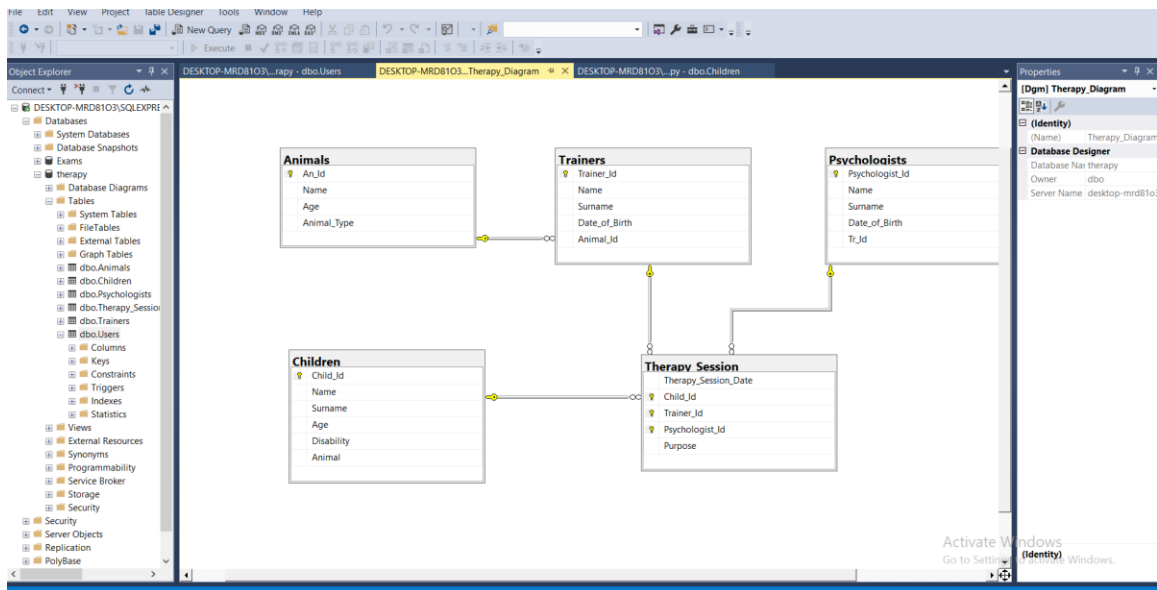 File Edit View Project Table Designer Tools Window Help
New Query
Execute
Object Explorer
Connect
DESKTOP-MRD81O3\SQLEXPRE
Databases
System Databases
Database Snapshots
Exams
therapy
Database Diagrams
Tables
System Tables
FileTables
External Tables
Graph Tables
dbo.Animals
dbo.Children
dbo.Psychologists
dbo.Therapy_Session
dbo.Trainers
dbo.Users
Columns
Keys
Constraints
Triggers
Indexes
Statistics
Views
External Resources
Synonyms
Programmability
Service Broker
Storage
Security
Security
Server Objects
Replication
PolyBase
DESKTOP-MRD81O3\...rapy - dbo.Users
DESKTOP-MRD81O3...Therapy_Diagram
DESKTOP-MRD81O3\...py - dbo.Children
Animals
An_Id
Name
Age
Animal_Type
Trainers
Trainer_Id
Name
Surname
Date_of_Birth
Animal_Id
Psychologists
Psychologist_Id
Name
Surname
Date_of_Birth
Tr_Id
Children
Child_Id
Name
Surname
Age
Disability
Animal
Therapy_Session
Therapy_Session_Date
Child_Id
Trainer_Id
Psychologist_Id
Purpose
Properties
[Dgm] Therapy_Diagram
(Identity)
(Name) Therapy_Diagram
Database Designer
Database Nar therapy
Owner dbo
Server Name desktop-mrd81o3
(Identity)
Activate Windows
Go to Settings to activate Windows.